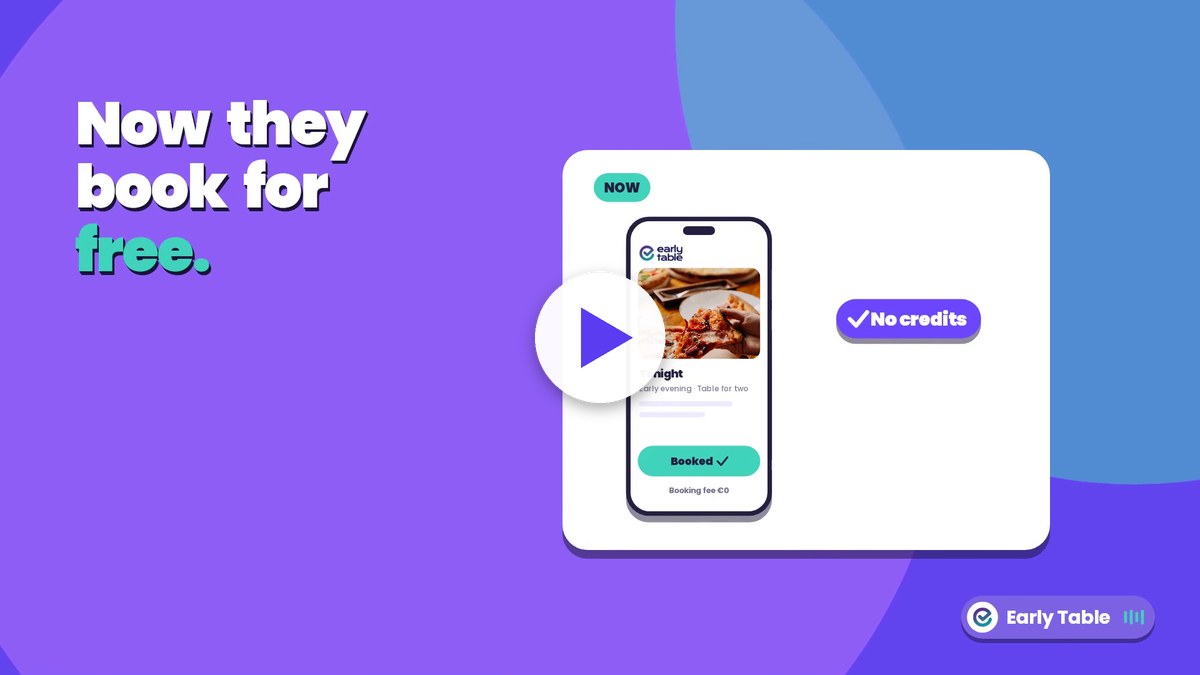 Now they
book for
free.
NOW
early
table
Early evening · Table for two
Booked
Booking fee €0
No credits
Early Table